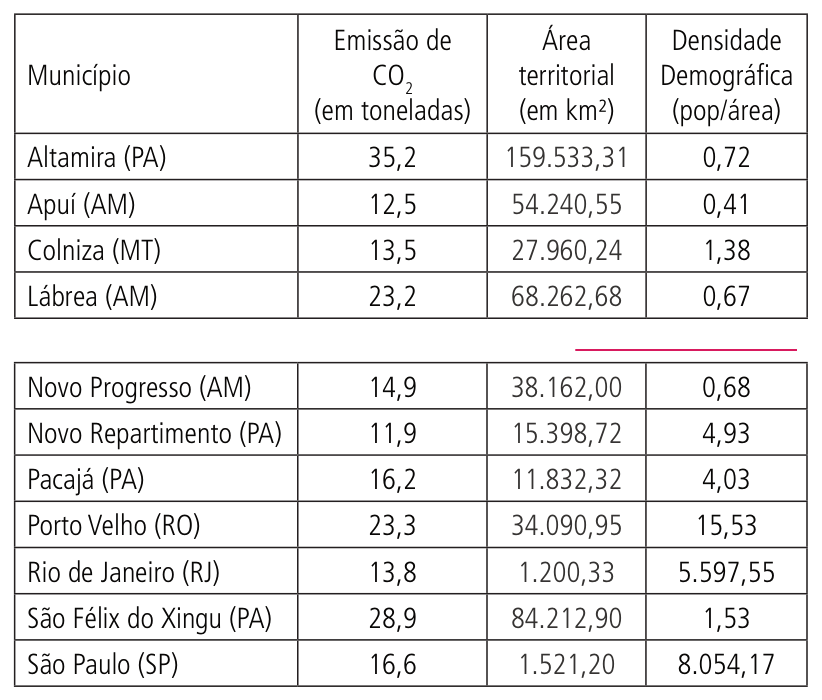 Município Emissão de CO₂ (em toneladas) Área territorial (em km²) Densidade Demográfica (pop/área)
Altamira (PA) 35,2 159.533,31 0,72
Apuí (AM) 12,5 54.240,55 0,41
Colniza (MT) 13,5 27.960,24 1,38
Lábrea (AM) 23,2 68.262,68 0,67
Novo Progresso (AM) 14,9 38.162,00 0,68
Novo Repartimento (PA) 11,9 15.398,72 4,93
Pacajá (PA) 16,2 11.832,32 4,03
Porto Velho (RO) 23,3 34.090,95 15,53
Rio de Janeiro (RJ) 13,8 1.200,33 5.597,55
São Félix do Xingu (PA) 28,9 84.212,90 1,53
São Paulo (SP) 16,6 1.521,20 8.054,17